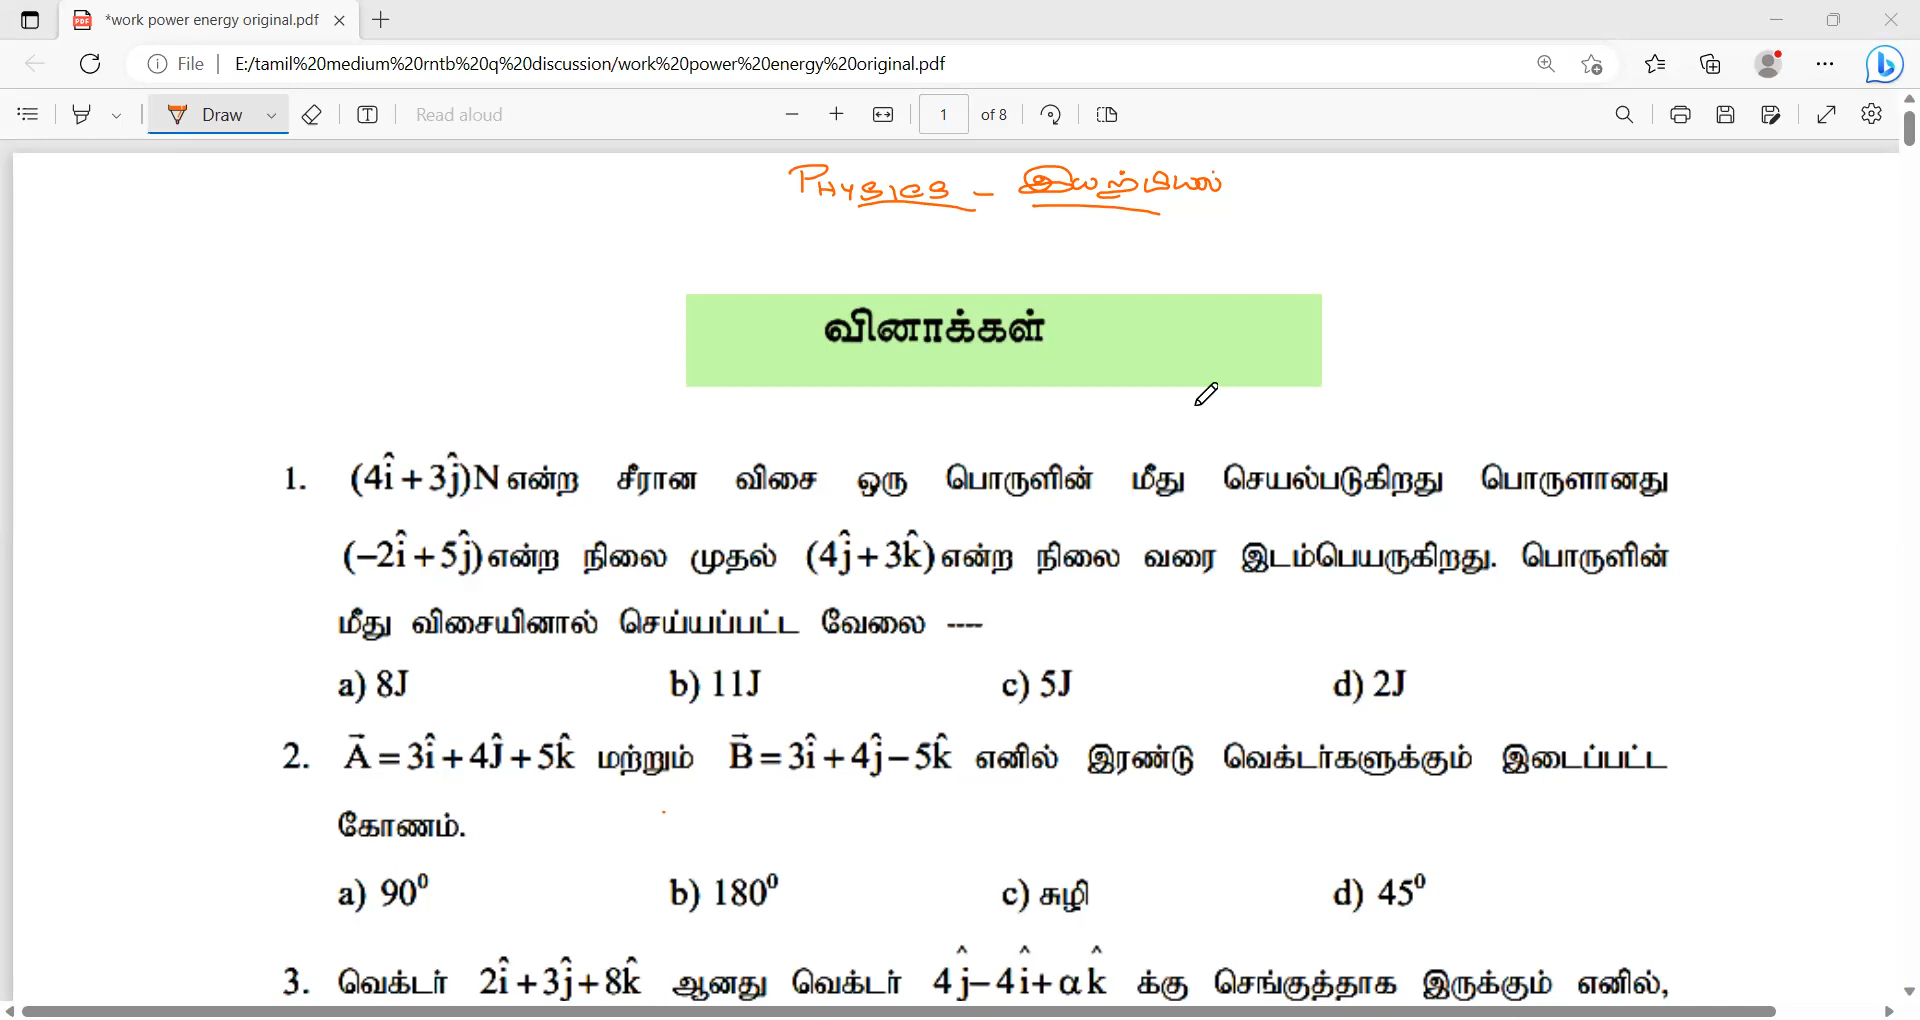 *work power energy original.pdf
File | E:/tamil%20medium%20rntb%20q%20discussion/work%20power%20energy%20original.pdf
Draw Read aloud 1 of 8
PHYSICS - இயற்பியல்
வினாக்கள்
1. (4î + 3ĵ)N என்ற சீரான விசை ஒரு பொருளின் மீது செயல்படுகிறது பொருளானது
(−2î + 5ĵ) என்ற நிலை முதல் (4ĵ + 3k̂) என்ற நிலை வரை இடம்பெயருகிறது. பொருளின்
மீது விசையினால் செய்யப்பட்ட வேலை ----
a) 8J b) 11J c) 5J d) 2J
2. A⃗ = 3î + 4Ĵ + 5k̂ மற்றும் B⃗ = 3î + 4ĵ − 5k̂ எனில் இரண்டு வெக்டர்களுக்கும் இடைப்பட்ட
கோணம்.
a) 90⁰ b) 180⁰ c) சுழி d) 45⁰
3. வெக்டர் 2î + 3ĵ + 8k̂ ஆனது வெக்டர் 4ĵ − 4î + αk̂ க்கு செங்குத்தாக இருக்கும் எனில்,